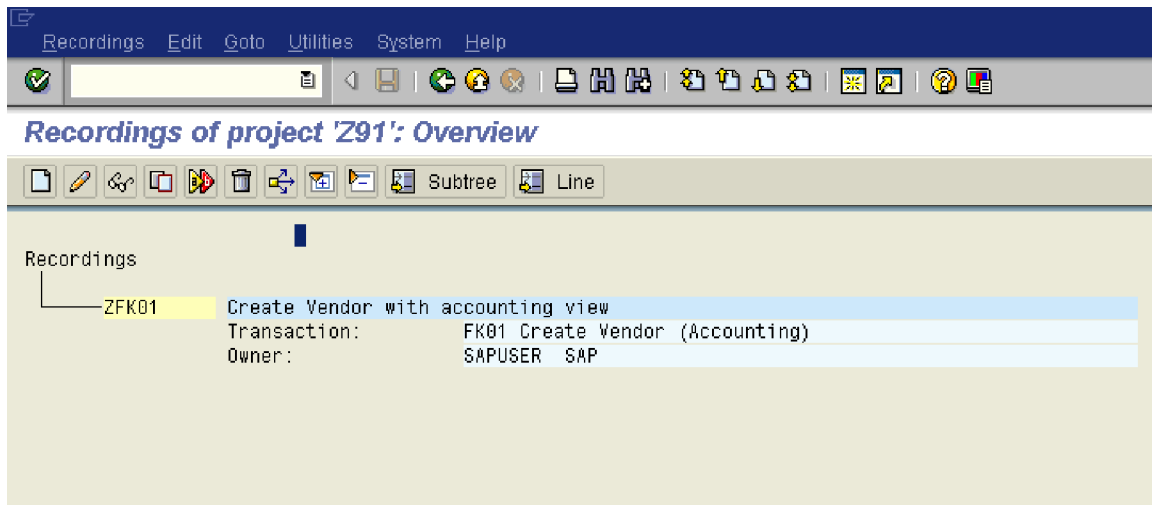 Recordings Edit Goto Utilities System Help
Recordings of project 'Z91': Overview
Subtree Line
Recordings
ZFK01 Create Vendor with accounting view
Transaction: FK01 Create Vendor (Accounting)
Owner: SAPUSER SAP